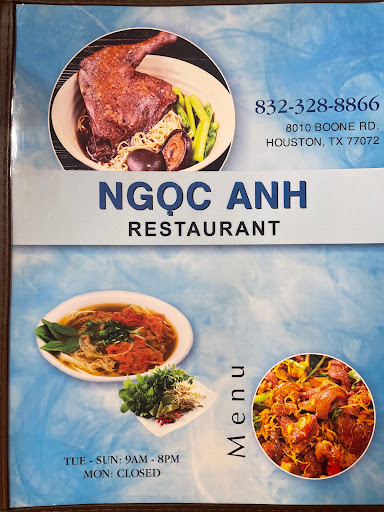 832-328-8866
8010 BOONE RD.
HOUSTON, TX 77072
NGỌC ANH
RESTAURANT
Menu
TUE - SUN: 9AM - 8PM
MON: CLOSED